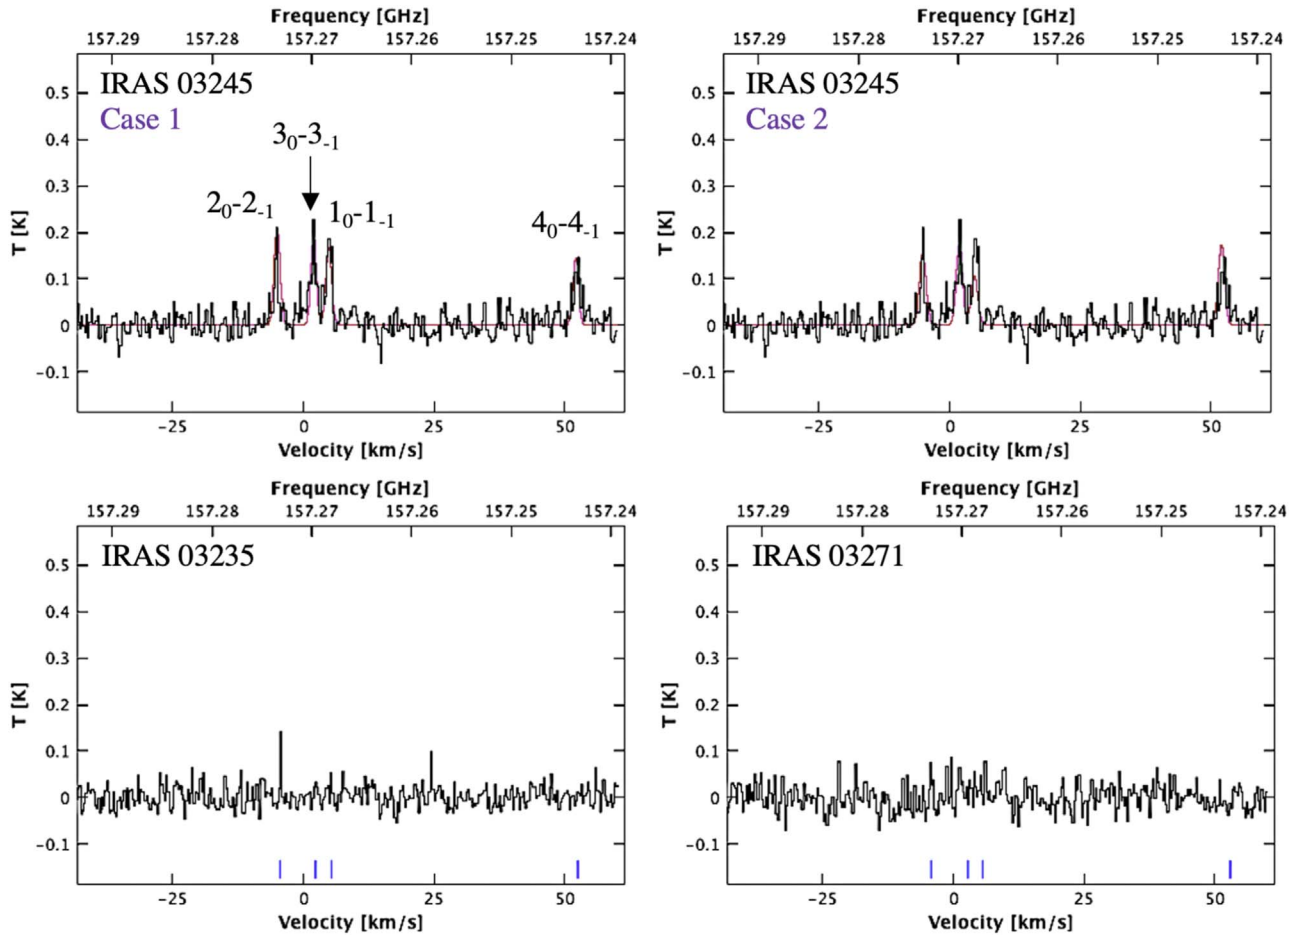 Frequency [GHz]
157.29 157.28 157.27 157.26 157.25 157.24
IRAS 03245
Case 1
3₀-3₋₁
2₀-2₋₁
1₀-1₋₁
4₀-4₋₁
T [K]
0.5
0.4
0.3
0.2
0.1
0
-0.1
-25 0 25 50
Velocity [km/s]
Frequency [GHz]
157.29 157.28 157.27 157.26 157.25 157.24
IRAS 03245
Case 2
T [K]
0.5
0.4
0.3
0.2
0.1
0
-0.1
-25 0 25 50
Velocity [km/s]
Frequency [GHz]
157.29 157.28 157.27 157.26 157.25 157.24
IRAS 03235
T [K]
0.5
0.4
0.3
0.2
0.1
0
-0.1
-25 0 25 50
Velocity [km/s]
Frequency [GHz]
157.29 157.28 157.27 157.26 157.25 157.24
IRAS 03271
T [K]
0.5
0.4
0.3
0.2
0.1
0
-0.1
-25 0 25 50
Velocity [km/s]